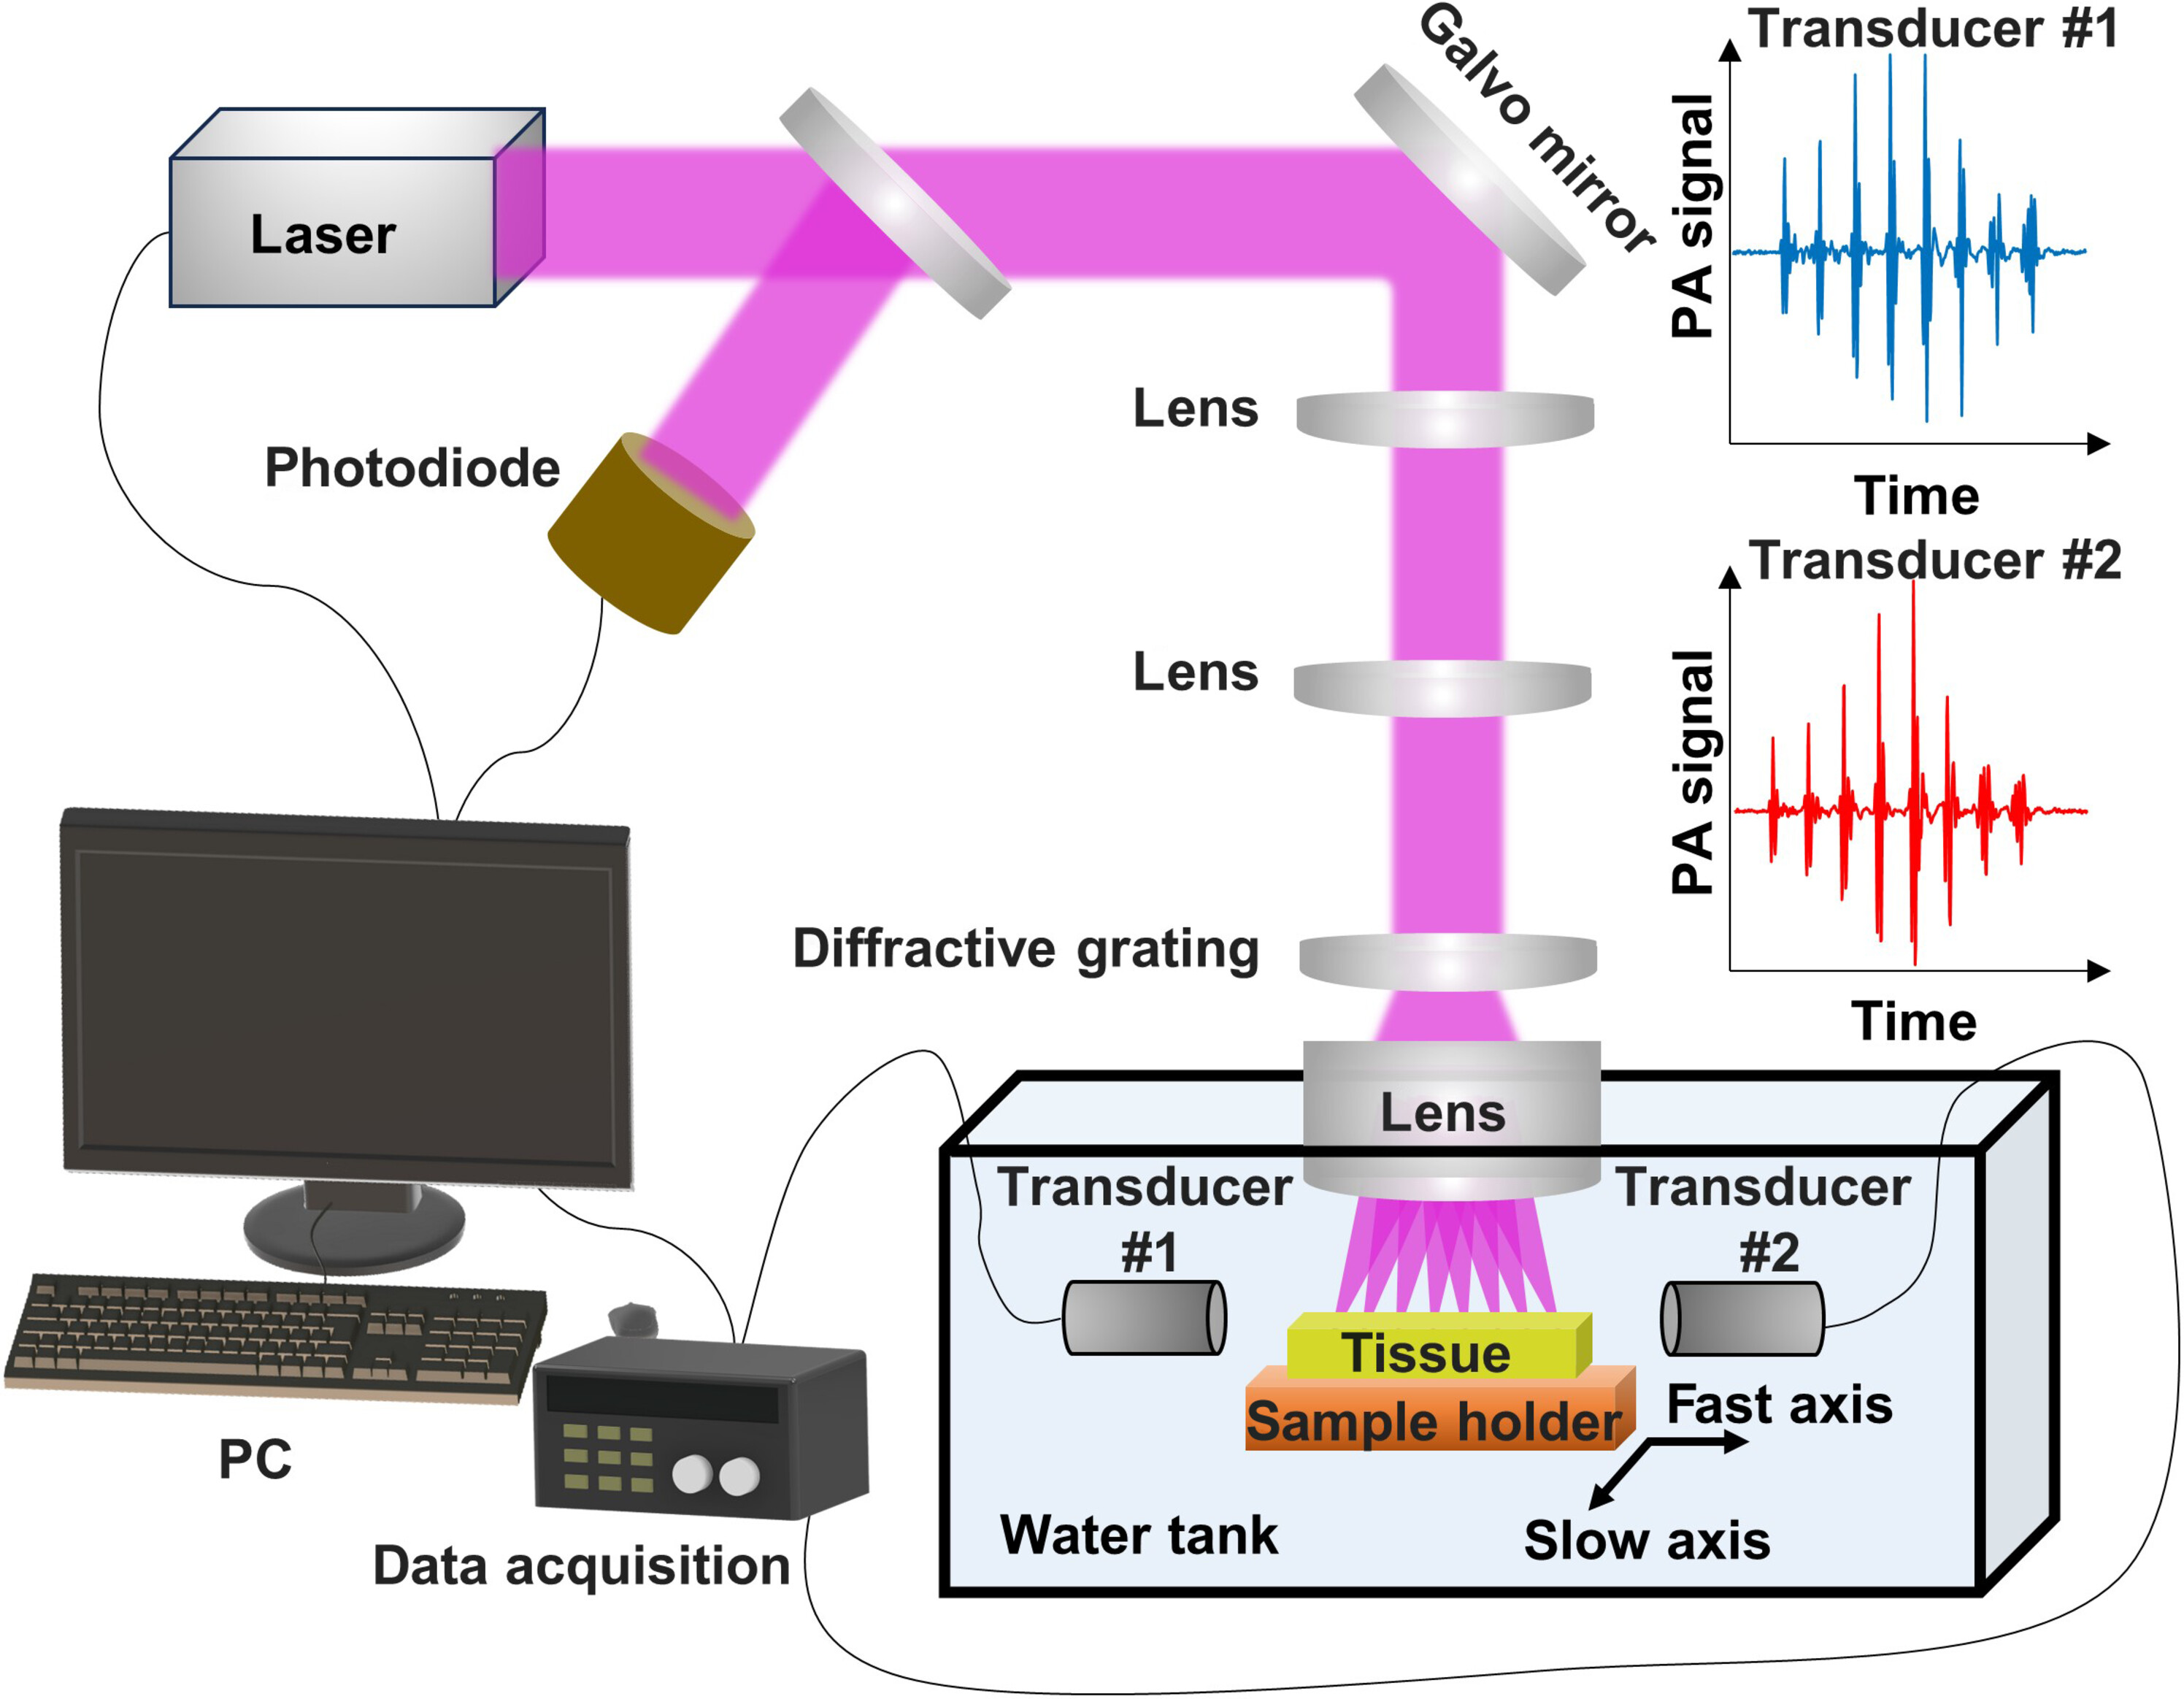 Galvo mirror
Transducer #1
PA signal
Time
Laser
Photodiode
Lens
Lens
Transducer #2
PA signal
Time
Diffractive grating
Lens
Transducer
#1
Transducer
#2
Tissue
Sample holder
Fast axis
Slow axis
Water tank
PC
Data acquisition